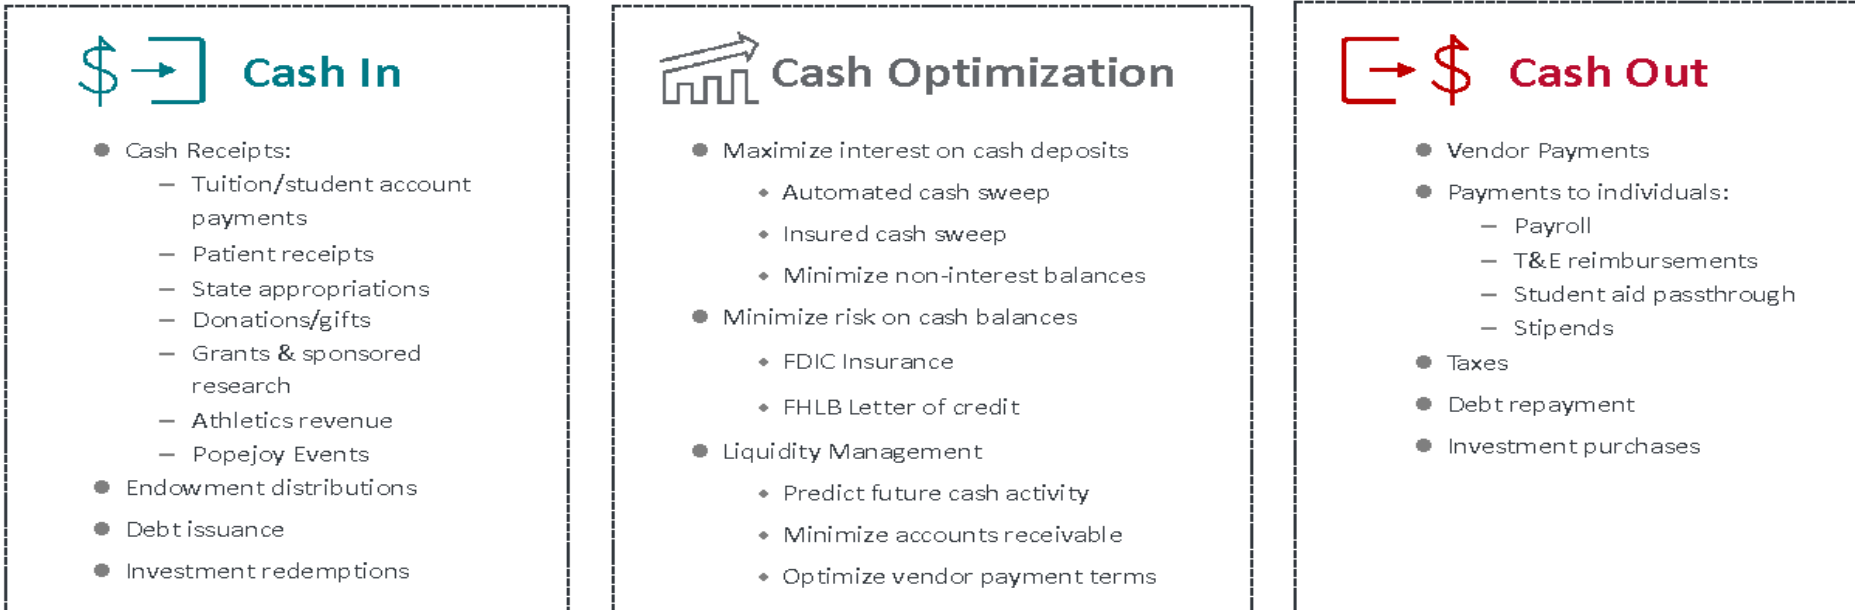 Cash In
● Cash Receipts:
– Tuition/student account
payments
– Patient receipts
– State appropriations
– Donations/gifts
– Grants & sponsored
research
– Athletics revenue
– Popejoy Events
● Endowment distributions
● Debt issuance
● Investment redemptions
Cash Optimization
● Maximize interest on cash deposits
◆ Automated cash sweep
◆ Insured cash sweep
◆ Minimize non-interest balances
● Minimize risk on cash balances
◆ FDIC Insurance
◆ FHLB Letter of credit
● Liquidity Management
◆ Predict future cash activity
◆ Minimize accounts receivable
◆ Optimize vendor payment terms
Cash Out
● Vendor Payments
● Payments to individuals:
– Payroll
– T&E reimbursements
– Student aid passthrough
– Stipends
● Taxes
● Debt repayment
● Investment purchases